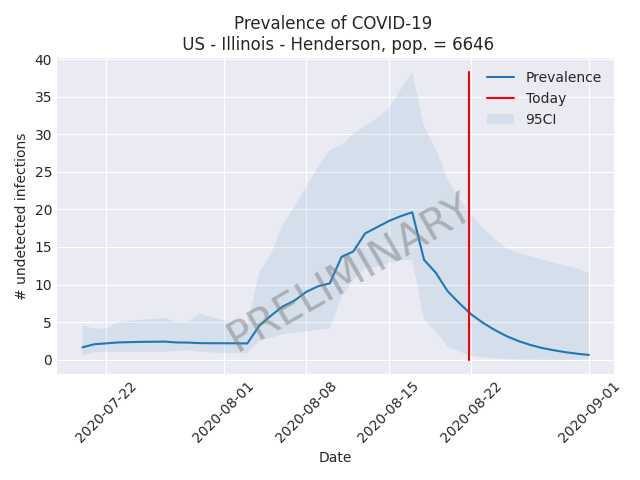 Prevalence of COVID-19
US - Illinois - Henderson, pop. = 6646
# undetected infections
40
35
30
25
20
15
10
5
0
Prevalence
Today
95CI
PRELIMINARY
2020-07-22
2020-08-01
2020-08-08
2020-08-15
2020-08-22
2020-09-01
Date